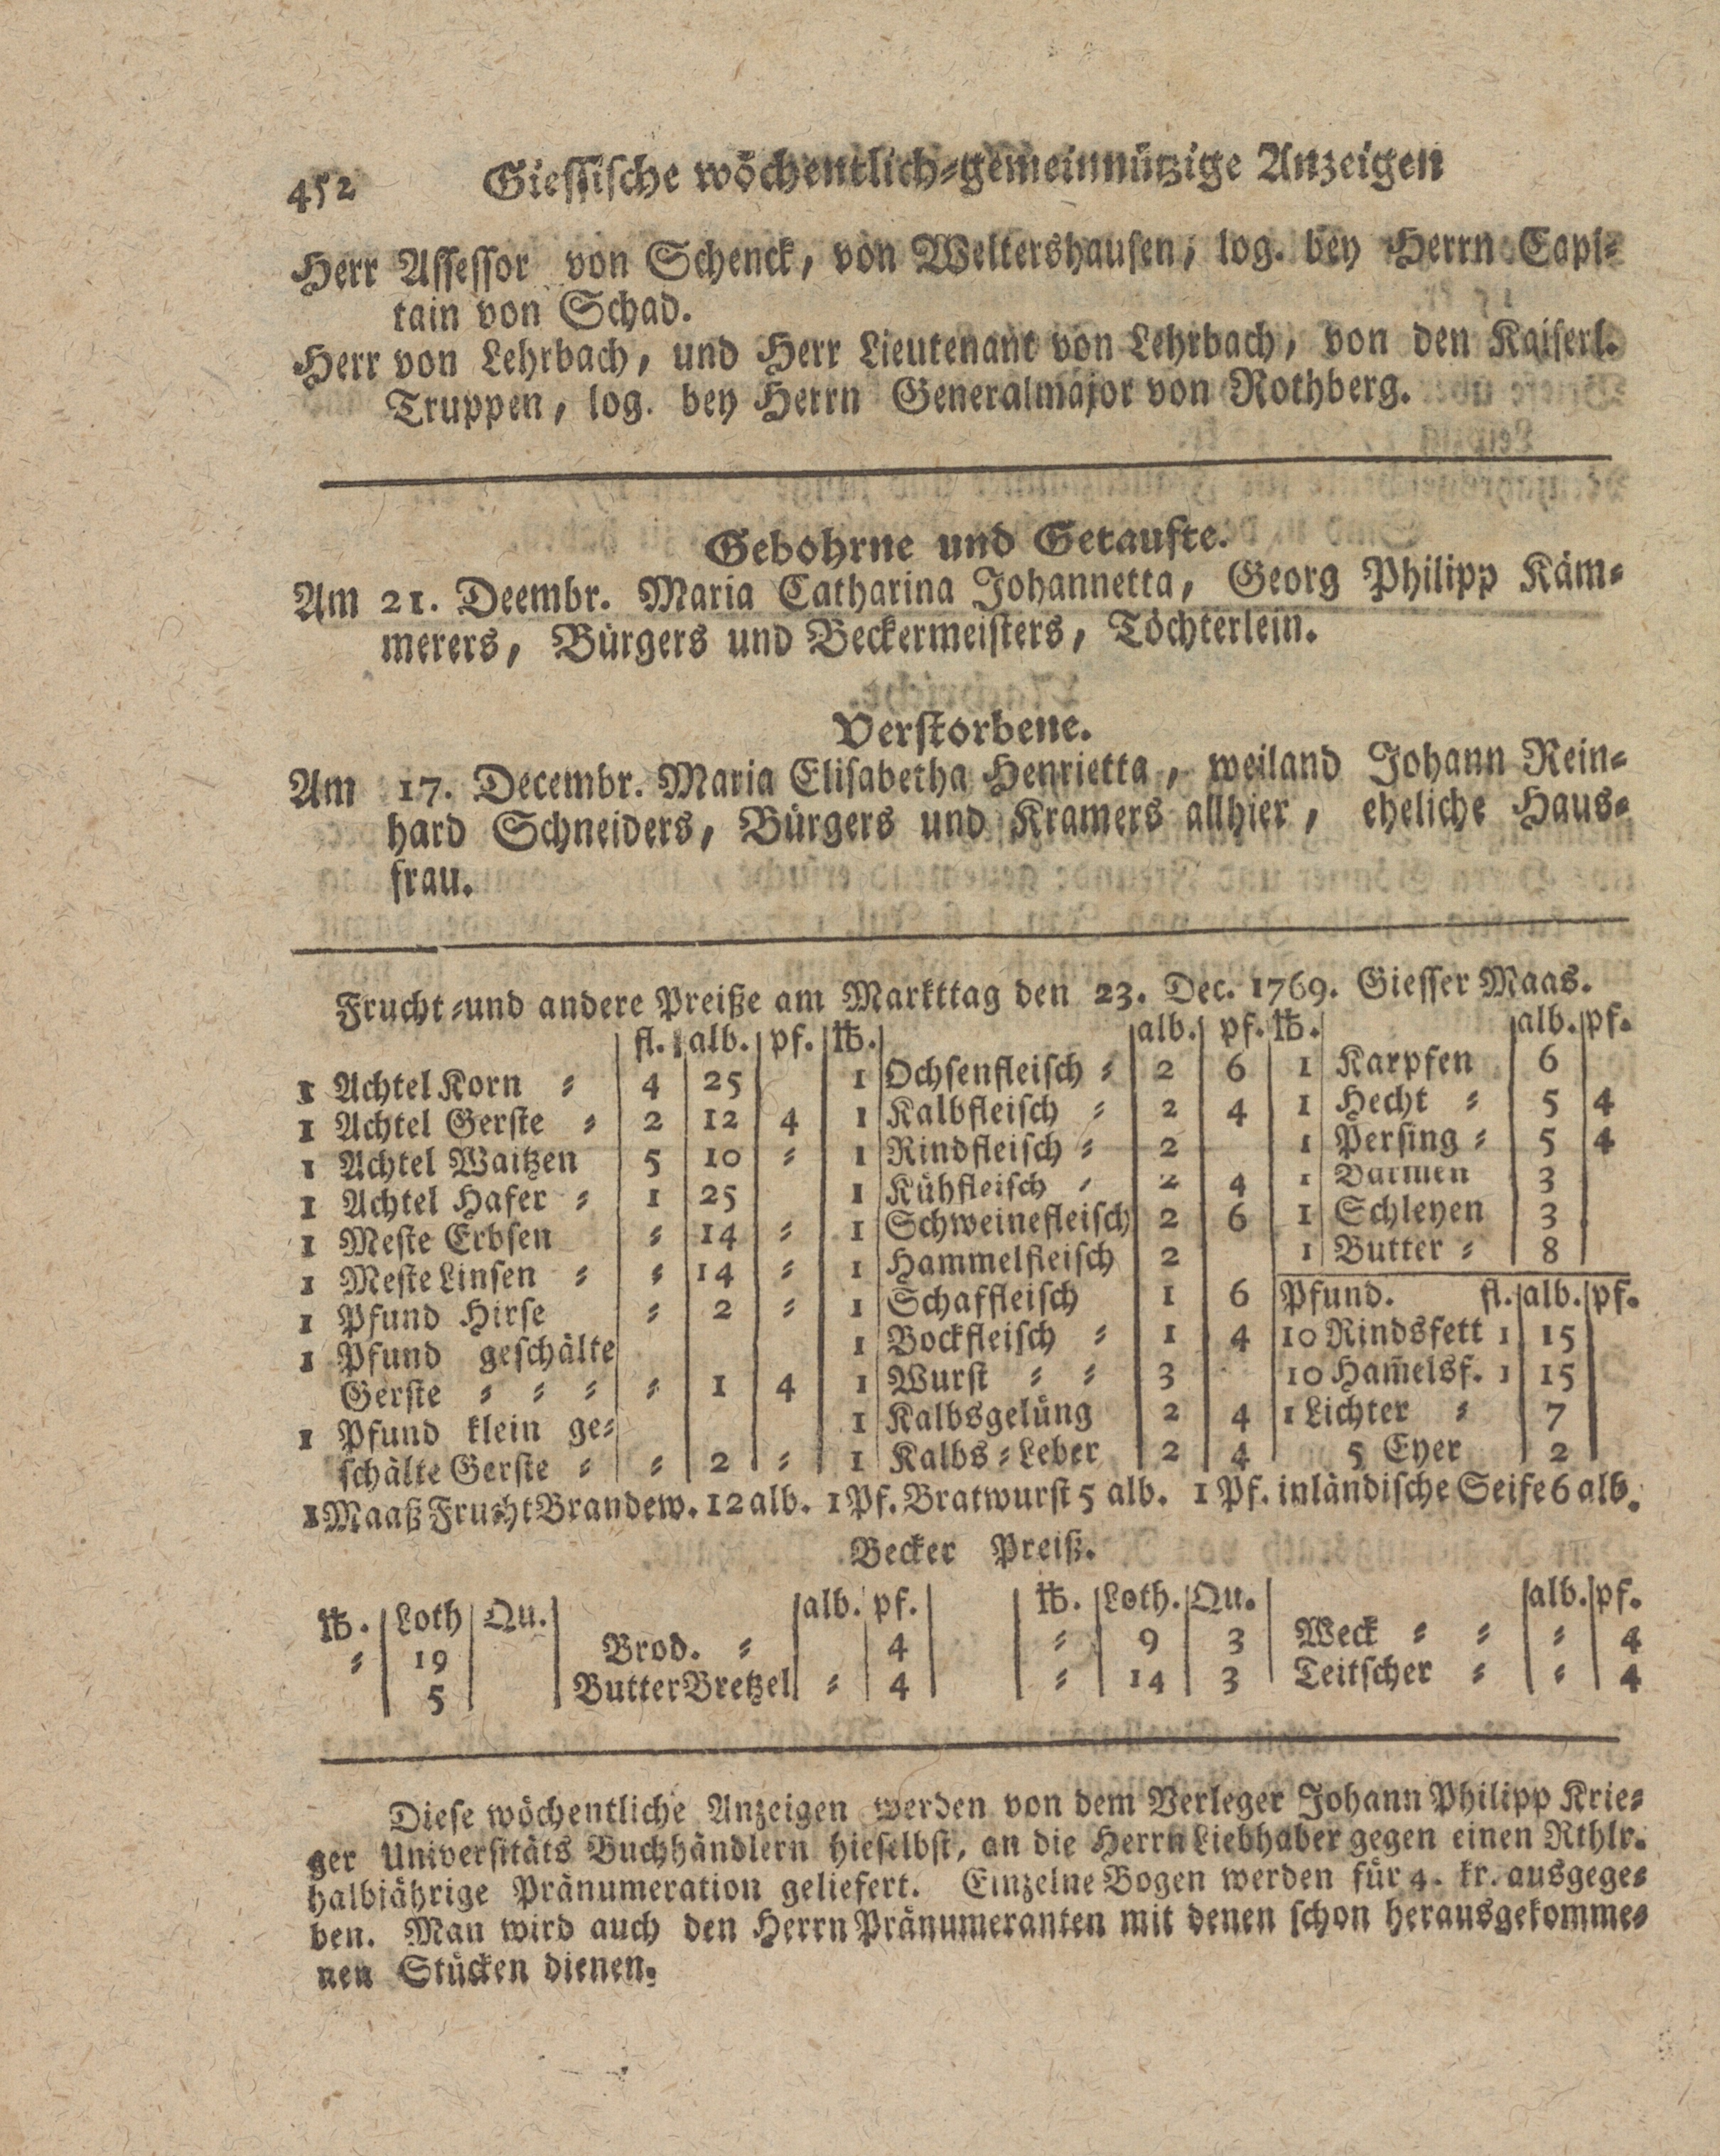 452 Giessische wöchentlich-gemeinnützige Anzeigen
Herr Assessor von Schenck, von Weltershausen, log. bey Herrn Capi-
tain von Schad.
Herr von Lehrbach, und Herr Lieutenant von Lehrbach, von den Kaiserl.
Truppen, log. bey Herrn Generalmajor von Rothberg.
Gebohrne und Getaufte.
Am 21. Deembr. Maria Catharina Johannetta, Georg Philipp Käm-
merers, Bürgers und Beckermeisters, Töchterlein.
Verstorbene.
Am 17. Decembr. Maria Elisabetha Henrietta, weiland Johann Rein-
hard Schneiders, Bürgers und Kramers allhier, eheliche Haus-
frau.
Frucht-und andere Preiße am Markttag den 23. Dec. 1769. Giesser Maas.
fl. alb. pf. ℔. alb. pf. ℔. alb. pf.
1 Achtel Korn = 4 25 1 Ochsenfleisch = 2 6 1 Karpfen 6
1 Achtel Gerste = 2 12 4 1 Kalbfleisch = 2 4 1 Hecht = 5 4
1 Achtel Waitzen 5 10 = 1 Rindfleisch = 2 1 Persing = 5 4
1 Achtel Hafer = 1 25 1 Kühfleisch = 2 4 1 Barmen 3
1 Meste Erbsen = 14 = 1 Schweinefleisch 2 6 1 Schleyen 3
1 Meste Linsen = = 14 = 1 Hammelfleisch 2 1 Butter = 8
1 Pfund Hirse = 2 = 1 Schaffleisch 1 6 Pfund. fl. alb. pf.
1 Pfund geschälte 1 Bockfleisch = 1 4 10 Rindsfett 1 15
Gerste = = = = 1 4 1 Wurst = = 3 10 Ham̄elsf. 1 15
1 Pfund klein ge- 1 Kalbsgelüng 2 4 1 Lichter = 7
schälte Gerste = = 2 = 1 Kalbs-Leber 2 4 5 Eyer 2
1 Maaß Frucht Brandew. 12 alb. 1 Pf. Bratwurst 5 alb. 1 Pf. inländische Seife 6 alb.
Becker Preiß.
℔. Loth Qu. alb. pf. ℔. Loth. Qu. alb. pf.
= 19 Brod. = 4 = 9 3 Weck = = = 4
5 Butter Bretzel = 4 = 14 3 Teitscher = = 4
Diese wöchentliche Anzeigen werden von dem Verleger Johann Philipp Krie-
ger Universitäts Buchhändlern hieselbst, an die Herrn Liebhaber gegen einen Rthlr.
halbjährige Pränumeration geliefert. Einzelne Bogen werden für 4. kr. ausgege-
ben. Man wird auch den Herrn Pränumeranten mit denen schon herausgekomme-
nen Stücken dienen.